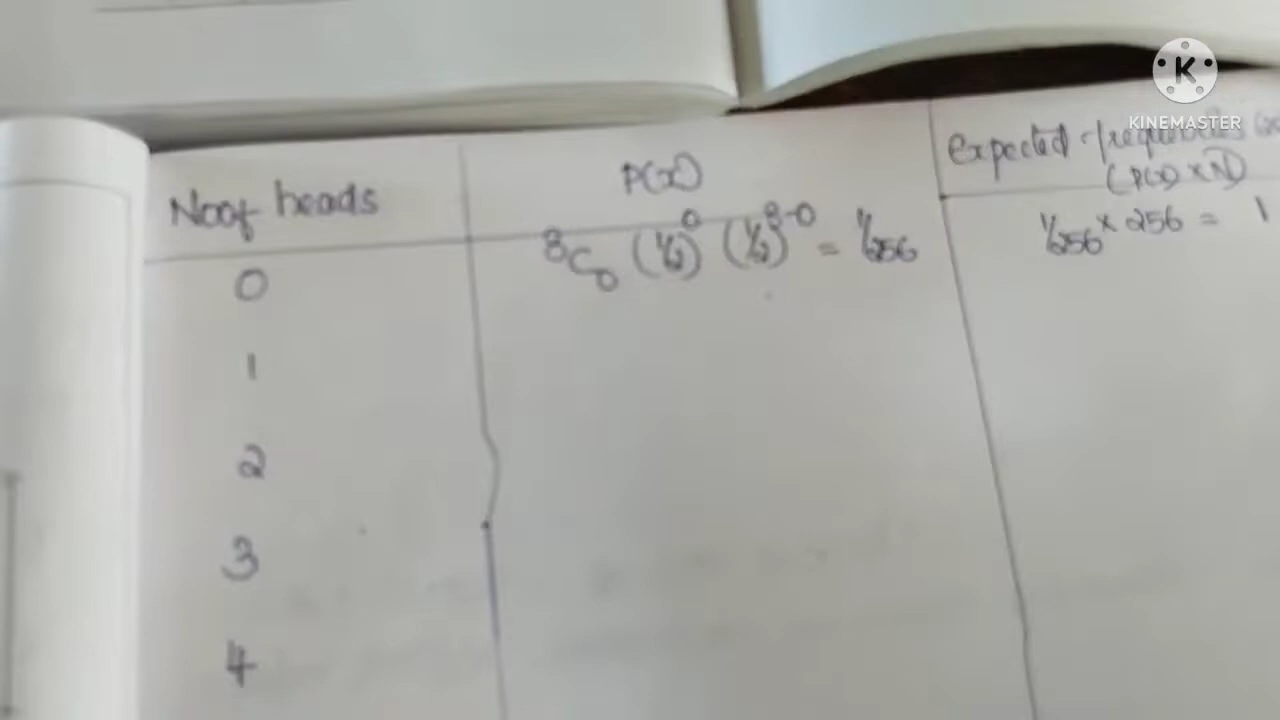 KINEMASTER
No of heads P(x) expected frequencies
(P(x) × N)
0 ⁸C₀ (1/2)⁰ (1/2)⁸⁻⁰ = 1/256 1/256 × 256 = 1
1
2
3
4